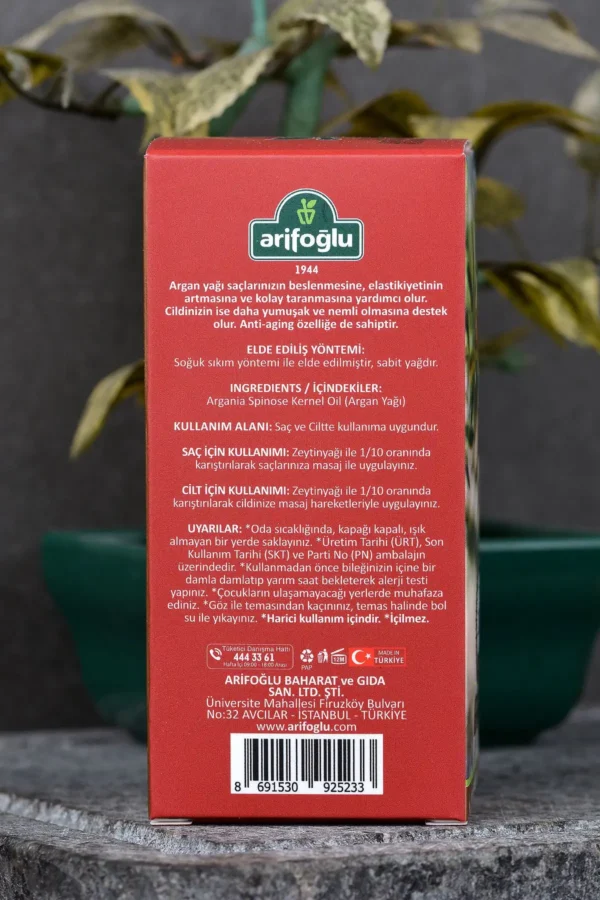 arifoğlu
1944
Argan yağı saçlarınızın beslenmesine, elastikiyetinin
artmasına ve kolay taranmasına yardımcı olur.
Cildinizin ise daha yumuşak ve nemli olmasına destek
olur. Anti-aging özelliğe de sahiptir.
ELDE EDİLİŞ YÖNTEMİ:
Soğuk sıkım yöntemi ile elde edilmiştir, sabit yağdır.
INGREDIENTS / İÇİNDEKİLER:
Argania Spinose Kernel Oil (Argan Yağı)
KULLANIM ALANI: Saç ve Ciltte kullanıma uygundur.
SAÇ İÇİN KULLANIMI: Zeytinyağı ile 1/10 oranında
karıştırılarak saçlarınıza masaj ile uygulayınız.
CİLT İÇİN KULLANIMI: Zeytinyağı ile 1/10 oranında
karıştırılarak cildinize masaj hareketleriyle uygulayınız.
UYARILAR: *Oda sıcaklığında, kapağı kapalı, ışık
almayan bir yerde saklayınız. *Üretim Tarihi (ÜRT), Son
Kullanım Tarihi (SKT) ve Parti No (PN) ambalajın
üzerindedir. *Kullanmadan önce bileğinizin içine bir
damla damlatıp yarım saat bekleterek alerji testi
yapınız. *Çocukların ulaşamayacağı yerlerde muhafaza
ediniz. *Göz ile temasından kaçınınız, temas halinde bol
su ile yıkayınız. *Harici kullanım içindir. *İçilmez.
Tüketici Danışma Hattı
444 33 61
Hafta İçi 09:00 - 18:00 Arası
PAP
12M
MADE IN
TÜRKİYE
ARİFOĞLU BAHARAT ve GIDA
SAN. LTD. ŞTİ.
Üniversite Mahallesi Firuzköy Bulvarı
No:32 AVCILAR - İSTANBUL - TÜRKİYE
www.arifoglu.com
8 691530 925233